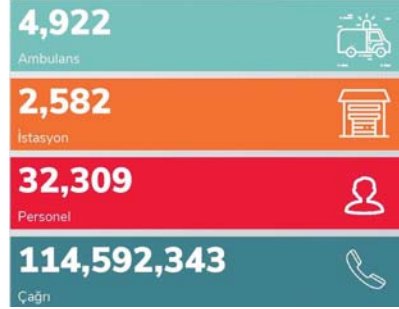 4,922
Ambulans
2,582
İstasyon
32,309
Personel
114,592,343
Çağrı